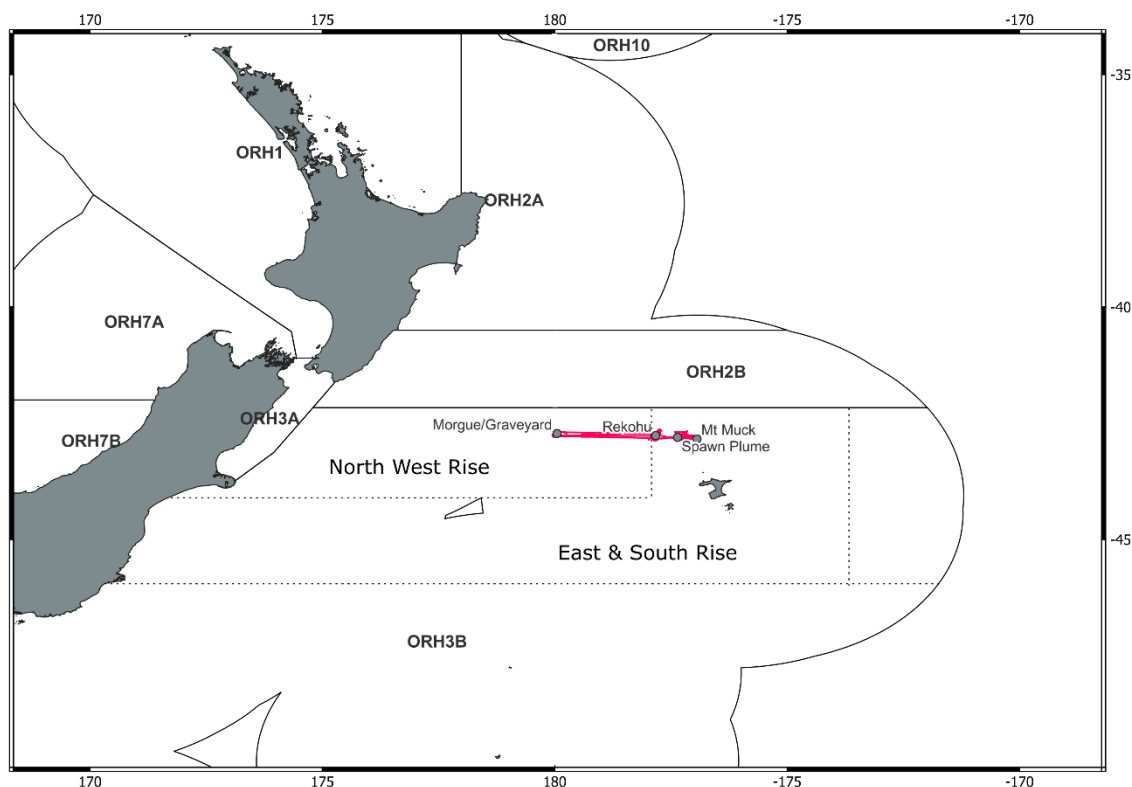 170 175 180 -175 -170
ORH10
-35
ORH1
ORH2A
-40
ORH7A
ORH2B
ORH3A
Morgue/Graveyard
Rekohu
Mt Muck
ORH7B
Spawn Plume
North West Rise
-45
East & South Rise
ORH3B
170 175 180 -175 -170